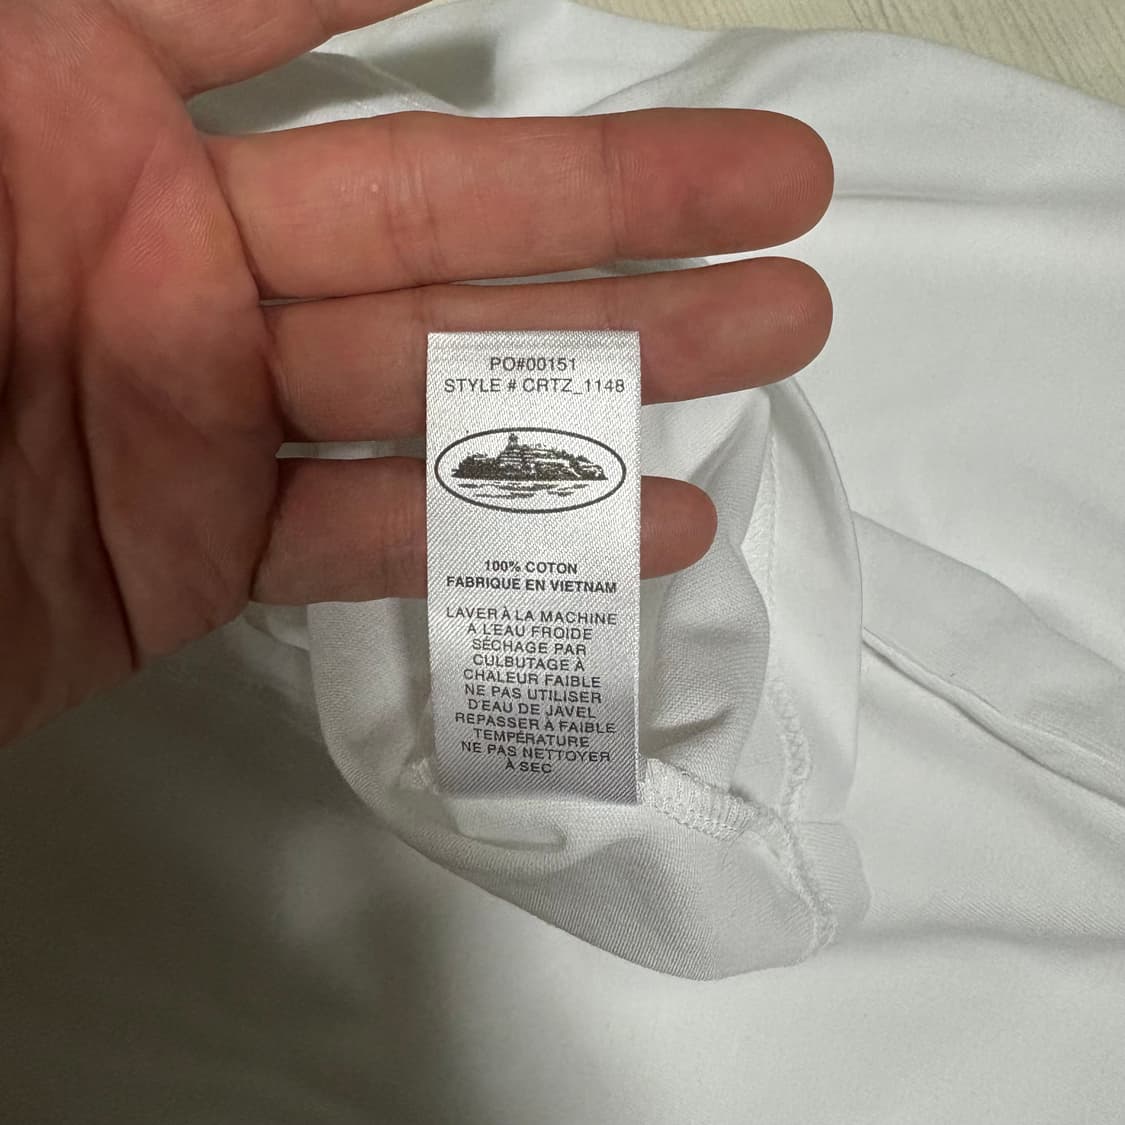 PO#00151
STYLE # CRTZ_1148
100% COTON
FABRIQUE EN VIETNAM
LAVER À LA MACHINE
À L'EAU FROIDE
SÉCHAGE PAR
CULBUTAGE À
CHALEUR FAIBLE
NE PAS UTILISER
D'EAU DE JAVEL
REPASSER À FAIBLE
TEMPÉRATURE
NE PAS NETTOYER
À SEC